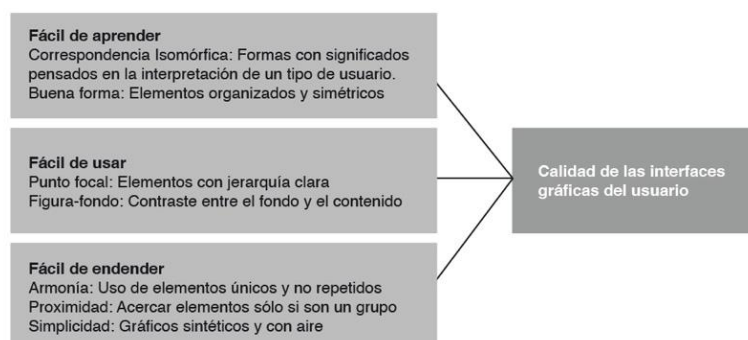 Fácil de aprender
Correspondencia Isomórfica: Formas con significados
pensados en la interpretación de un tipo de usuario.
Buena forma: Elementos organizados y simétricos
Fácil de usar
Punto focal: Elementos con jerarquía clara
Figura-fondo: Contraste entre el fondo y el contenido
Fácil de endender
Armonía: Uso de elementos únicos y no repetidos
Proximidad: Acercar elementos sólo si son un grupo
Simplicidad: Gráficos sintéticos y con aire
Calidad de las interfaces
gráficas del usuario